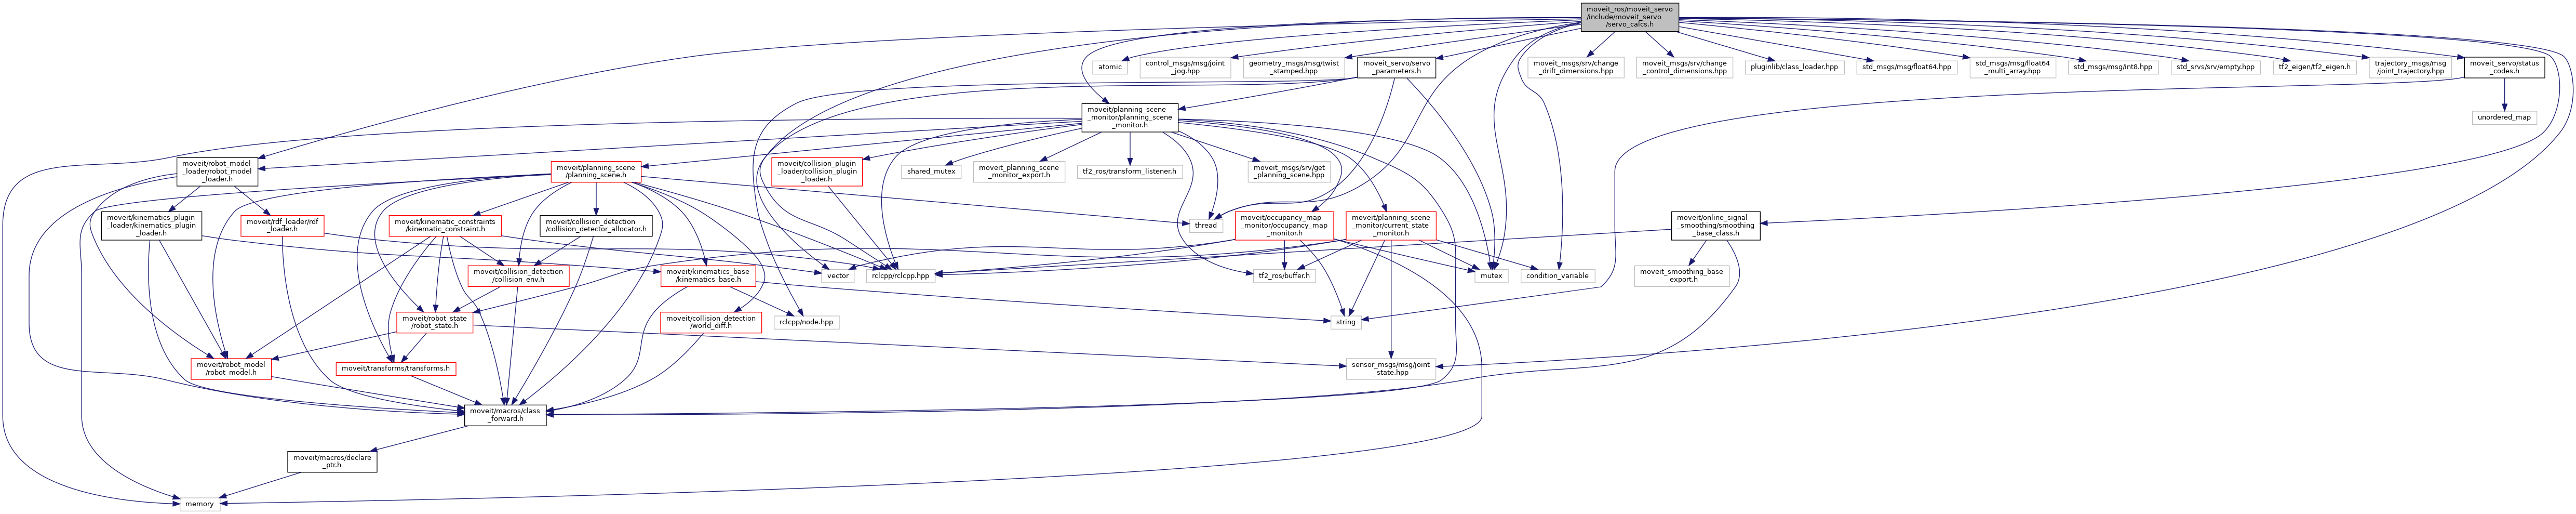 moveit_ros/moveit_servo
/include/moveit_servo
/servo_calcs.h
atomic
control_msgs/msg/joint
_jog.hpp
geometry_msgs/msg/twist
_stamped.hpp
moveit_servo/servo
_parameters.h
moveit_msgs/srv/change
_drift_dimensions.hpp
moveit_msgs/srv/change
_control_dimensions.hpp
pluginlib/class_loader.hpp
std_msgs/msg/float64.hpp
std_msgs/msg/float64
_multi_array.hpp
std_msgs/msg/int8.hpp
std_srvs/srv/empty.hpp
tf2_eigen/tf2_eigen.h
trajectory_msgs/msg
/joint_trajectory.hpp
moveit_servo/status
_codes.h
moveit/planning_scene
_monitor/planning_scene
_monitor.h
unordered_map
moveit/robot_model
_loader/robot_model
_loader.h
moveit/planning_scene
/planning_scene.h
moveit/collision_plugin
_loader/collision_plugin
_loader.h
shared_mutex
moveit_planning_scene
_monitor_export.h
tf2_ros/transform_listener.h
moveit_msgs/srv/get
_planning_scene.hpp
moveit/kinematics_plugin
_loader/kinematics_plugin
_loader.h
moveit/rdf_loader/rdf
_loader.h
moveit/kinematic_constraints
/kinematic_constraint.h
moveit/collision_detection
/collision_detector_allocator.h
thread
moveit/occupancy_map
_monitor/occupancy_map
_monitor.h
moveit/planning_scene
_monitor/current_state
_monitor.h
moveit/online_signal
_smoothing/smoothing
_base_class.h
moveit/collision_detection
/collision_env.h
moveit/kinematics_base
/kinematics_base.h
vector
rclcpp/rclcpp.hpp
tf2_ros/buffer.h
mutex
condition_variable
moveit_smoothing_base
_export.h
moveit/robot_state
/robot_state.h
moveit/collision_detection
/world_diff.h
rclcpp/node.hpp
string
moveit/robot_model
/robot_model.h
moveit/transforms/transforms.h
sensor_msgs/msg/joint
_state.hpp
moveit/macros/class
_forward.h
moveit/macros/declare
_ptr.h
memory